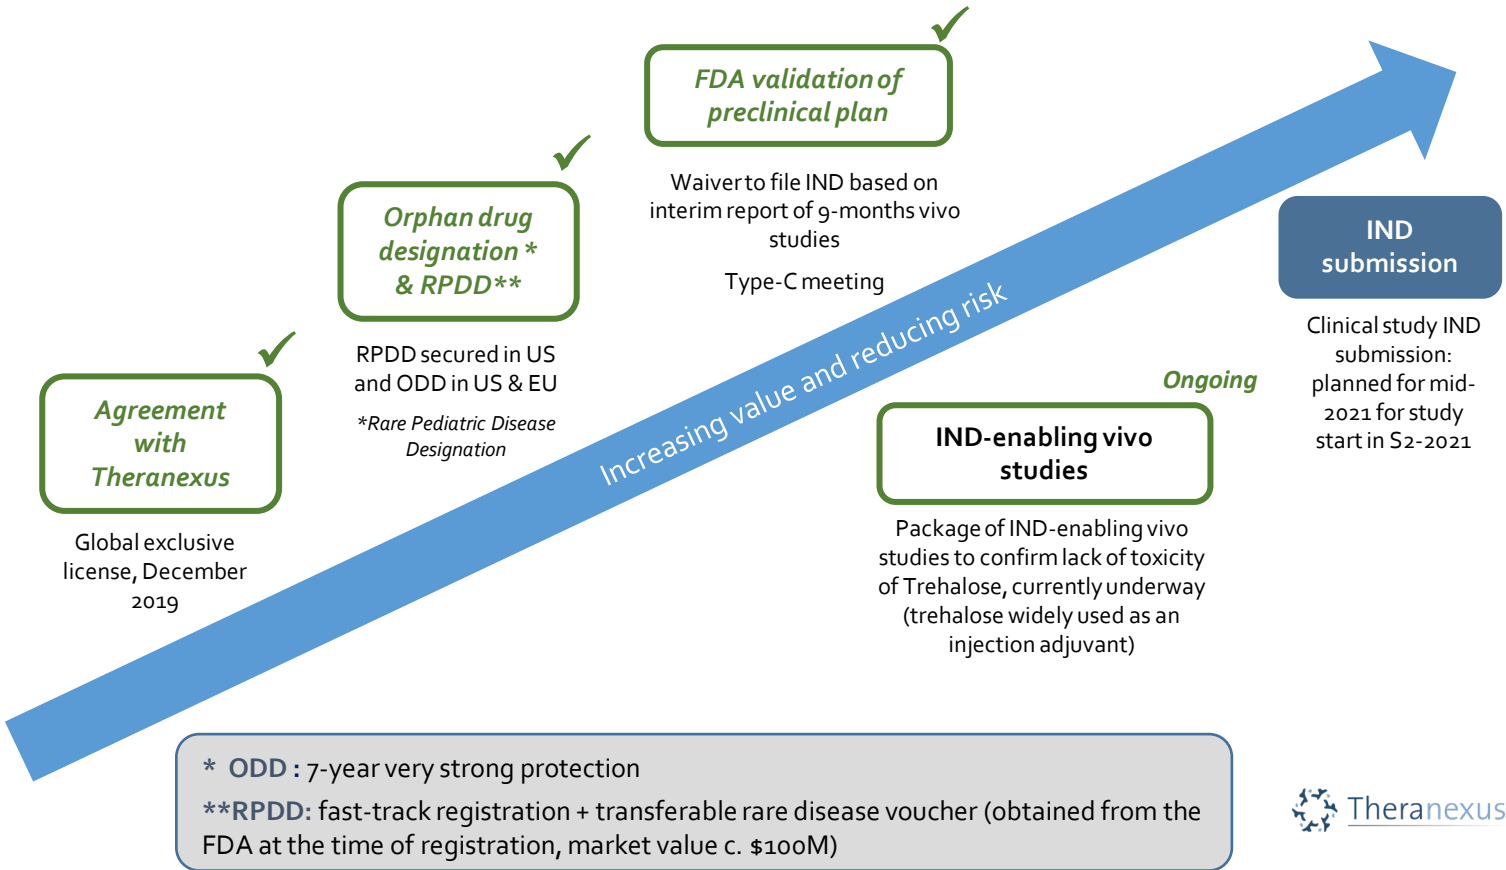 FDA validation of
preclinical plan
Waiver to file IND based on
interim report of 9-months vivo
studies
Type-C meeting
Orphan drug
designation *
& RPDD**
RPDD secured in US
and ODD in US & EU
*Rare Pediatric Disease
Designation
Agreement
with
Theranexus
Global exclusive
license, December
2019
Increasing value and reducing risk
IND
submission
Clinical study IND
submission:
planned for mid-
2021 for study
start in S2-2021
Ongoing
IND-enabling vivo
studies
Package of IND-enabling vivo
studies to confirm lack of toxicity
of Trehalose, currently underway
(trehalose widely used as an
injection adjuvant)
* ODD : 7-year very strong protection
**RPDD: fast-track registration + transferable rare disease voucher (obtained from the
FDA at the time of registration, market value c. $100M)
Theranexus